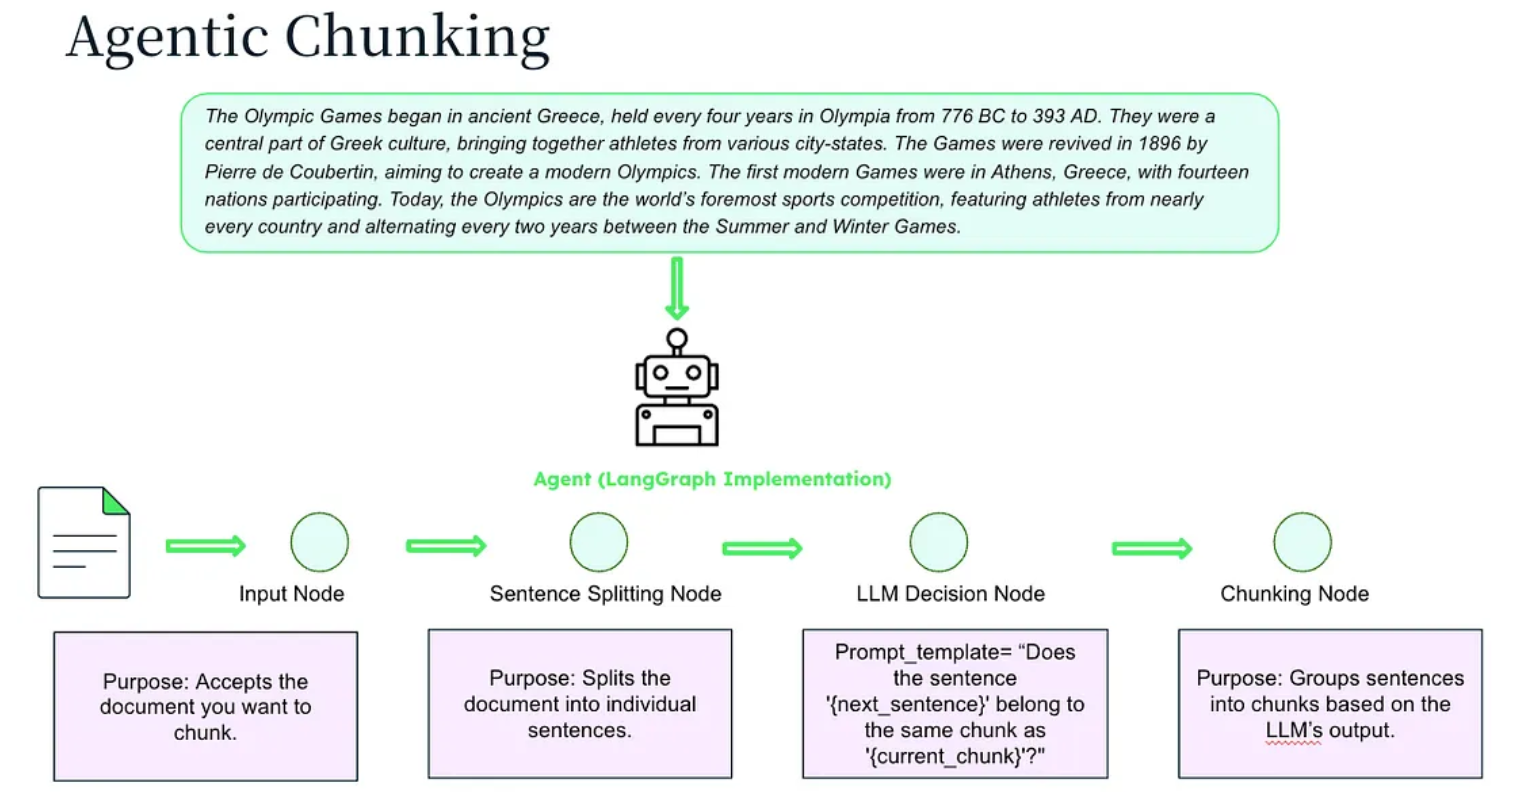 Agentic Chunking
The Olympic Games began in ancient Greece, held every four years in Olympia from 776 BC to 393 AD. They were a
central part of Greek culture, bringing together athletes from various city-states. The Games were revived in 1896 by
Pierre de Coubertin, aiming to create a modern Olympics. The first modern Games were in Athens, Greece, with fourteen
nations participating. Today, the Olympics are the world’s foremost sports competition, featuring athletes from nearly
every country and alternating every two years between the Summer and Winter Games.
Agent (LangGraph Implementation)
Input Node
Sentence Splitting Node
LLM Decision Node
Chunking Node
Purpose: Accepts the
document you want to
chunk.
Purpose: Splits the
document into individual
sentences.
Prompt_template= “Does
the sentence
'{next_sentence}' belong to
the same chunk as
'{current_chunk}'?"
Purpose: Groups sentences
into chunks based on the
LLM’s output.